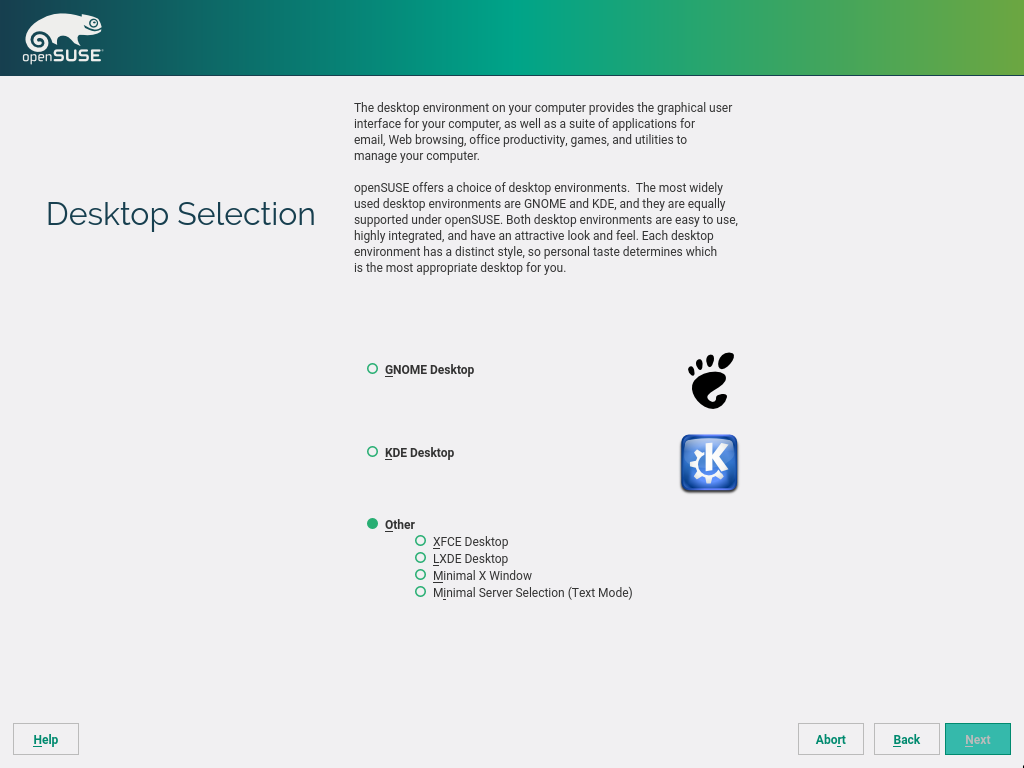 openSUSE
The desktop environment on your computer provides the graphical user
interface for your computer, as well as a suite of applications for
email, Web browsing, office productivity, games, and utilities to
manage your computer.
openSUSE offers a choice of desktop environments.  The most widely
used desktop environments are GNOME and KDE, and they are equally
supported under openSUSE. Both desktop environments are easy to use,
highly integrated, and have an attractive look and feel. Each desktop
environment has a distinct style, so personal taste determines which
is the most appropriate desktop for you.
Desktop Selection
GNOME Desktop
KDE Desktop
K
Other
XFCE Desktop
LXDE Desktop
Minimal X Window
Minimal Server Selection (Text Mode)
Help
Abort
Back
Next